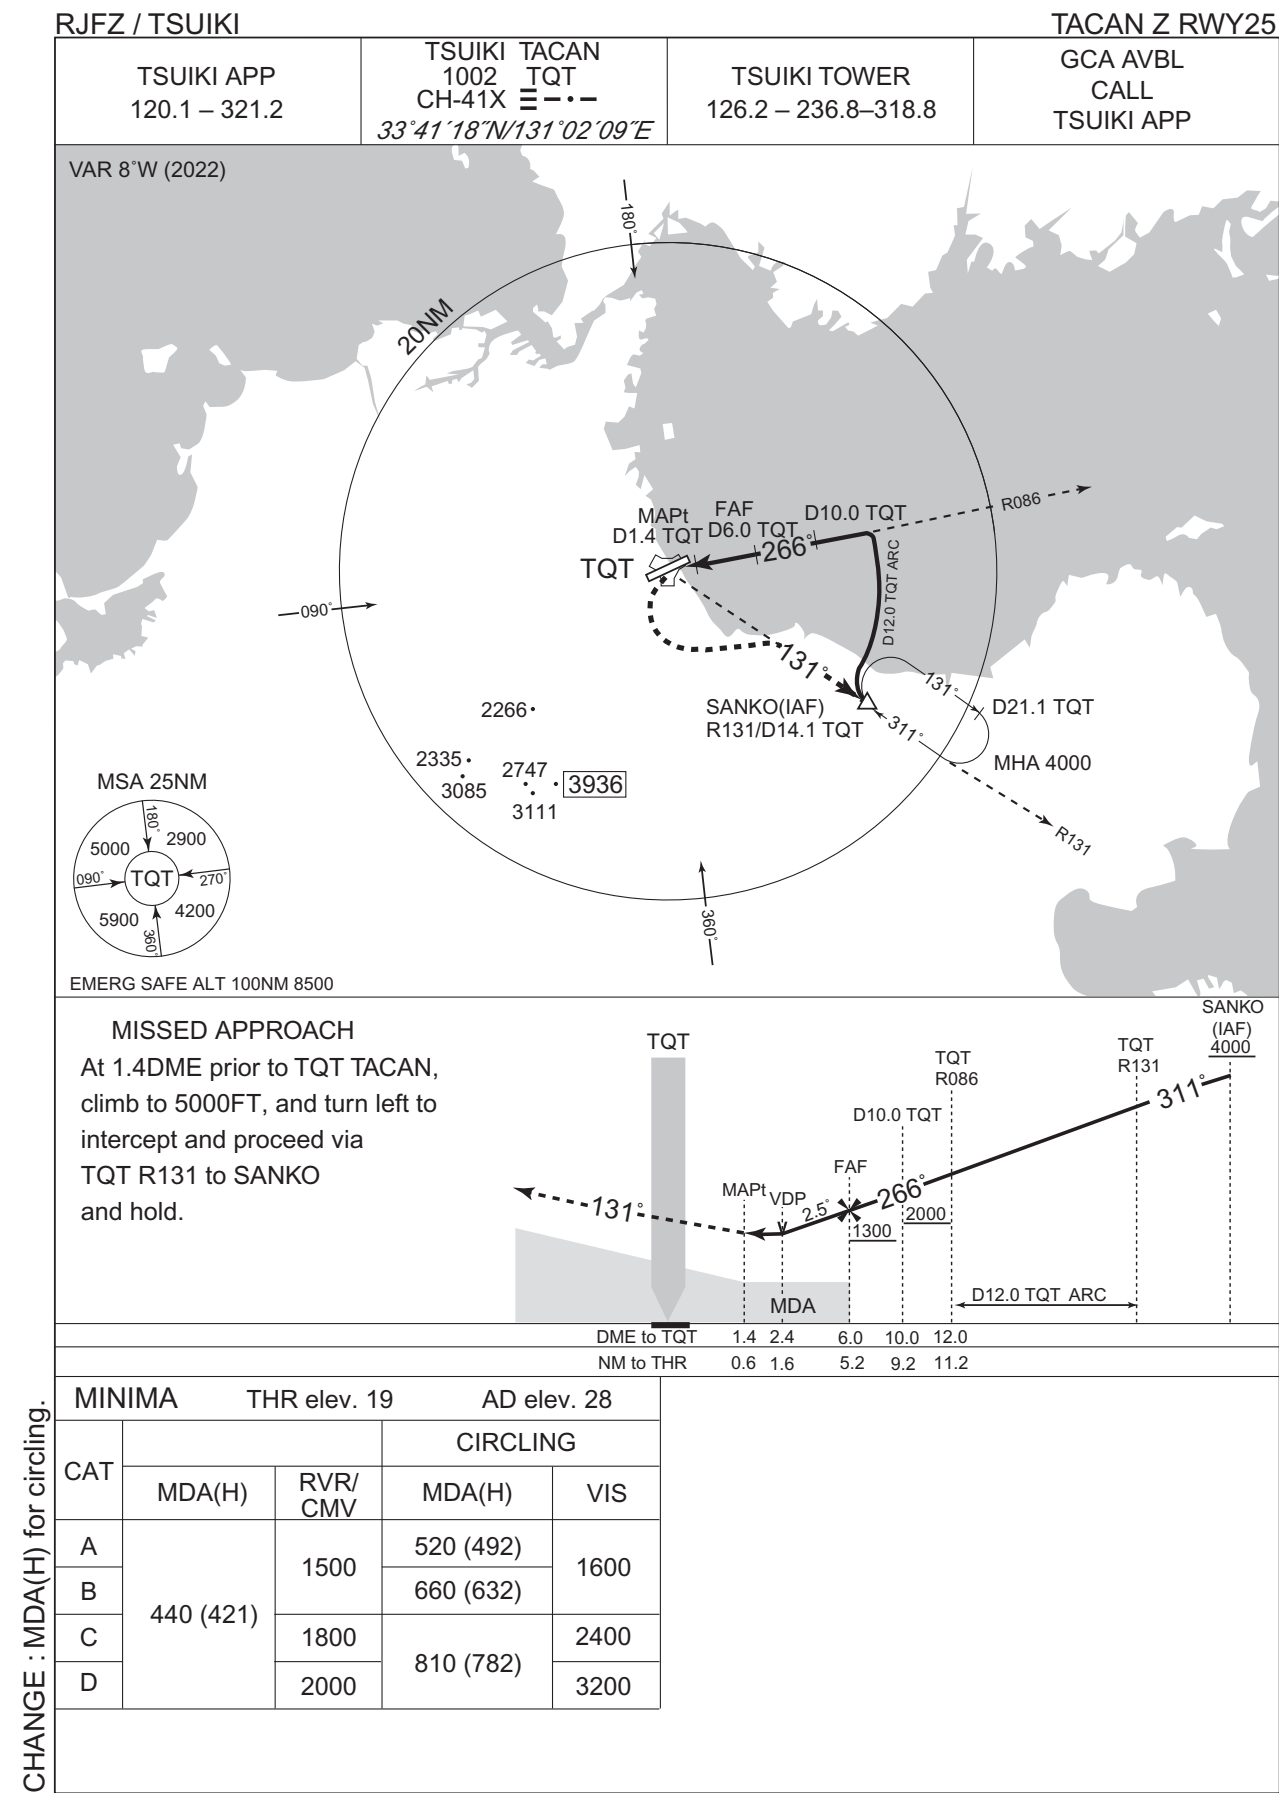 RJFZ / TSUIKI
TACAN Z RWY25
TSUIKI APP
120.1 – 321.2
TSUIKI TACAN
1002 TQT
CH-41X
33˚41´18˝N/131˚02´09˝E
TSUIKI TOWER
126.2 – 236.8–318.8
GCA AVBL
CALL
TSUIKI APP
VAR 8˚W (2022)
180˚
20NM
R086
MAPt
D1.4 TQT
FAF
D6.0 TQT
D10.0 TQT
266˚
TQT
D12.0 TQT ARC
090˚
131˚
131˚
SANKO(IAF)
R131/D14.1 TQT
D21.1 TQT
311˚
MHA 4000
R131
2266
2335
3085
2747
3936
3111
360˚
MSA 25NM
180˚
5000
2900
090˚
TQT
270˚
5900
4200
360˚
EMERG SAFE ALT 100NM 8500
MISSED APPROACH
At 1.4DME prior to TQT TACAN,
climb to 5000FT, and turn left to
intercept and proceed via
TQT R131 to SANKO
and hold.
TQT
SANKO
(IAF)
4000
TQT
R131
TQT
R086
311˚
D10.0 TQT
FAF
266˚
MAPt
VDP
2.5˚
131˚
1300
2000
MDA
D12.0 TQT ARC
DME to TQT 1.4 2.4 6.0 10.0 12.0
NM to THR 0.6 1.6 5.2 9.2 11.2
MINIMA THR elev. 19 AD elev. 28
CAT
CIRCLING
MDA(H)
RVR/
CMV
MDA(H)
VIS
A
B
C
D
440 (421)
1500
1800
2000
520 (492)
660 (632)
810 (782)
1600
2400
3200
CHANGE : MDA(H) for circling.